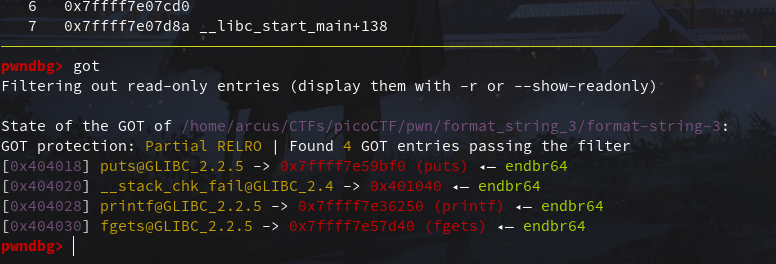 6   0x7ffff7e07cd0
7   0x7ffff7e07d8a __libc_start_main+138
pwndbg> got
Filtering out read-only entries (display them with -r or --show-readonly)
State of the GOT of /home/arcus/CTFs/picoCTF/pwn/format_string_3/format-string-3:
GOT protection: Partial RELRO | Found 4 GOT entries passing the filter
[0x404018] puts@GLIBC_2.2.5 -> 0x7ffff7e59bf0 (puts) ◂— endbr64
[0x404020] __stack_chk_fail@GLIBC_2.4 -> 0x401040 ◂— endbr64
[0x404028] printf@GLIBC_2.2.5 -> 0x7ffff7e36250 (printf) ◂— endbr64
[0x404030] fgets@GLIBC_2.2.5 -> 0x7ffff7e57d40 (fgets) ◂— endbr64
pwndbg>